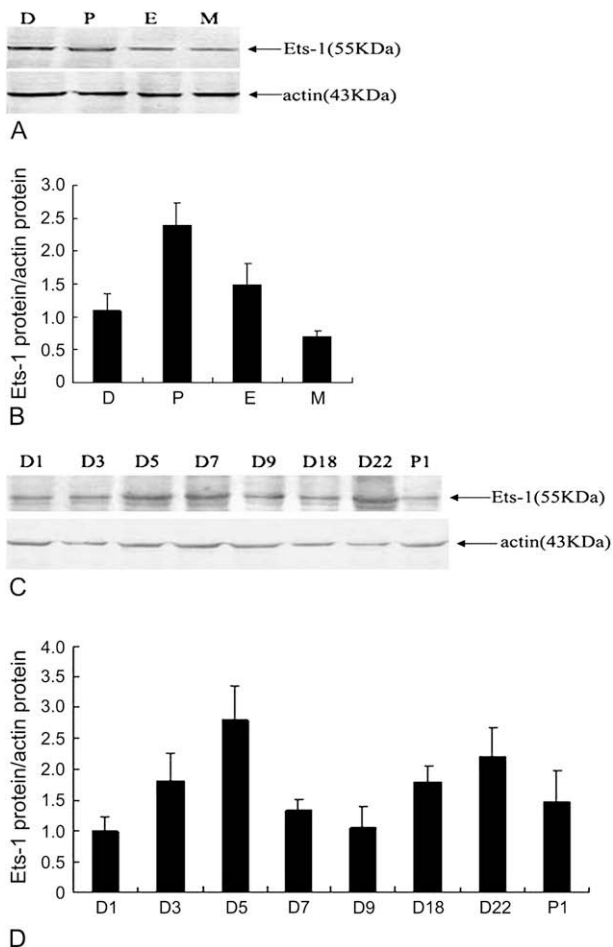 D P E M
Ets-1(55KDa)
actin(43KDa)
A
Ets-1 protein/actin protein
3.0
2.5
2.0
1.5
1.0
0.5
0
D P E M
B
D1 D3 D5 D7 D9 D18 D22 P1
Ets-1(55KDa)
actin(43KDa)
C
Ets-1 protein/actin protein
4.0
3.5
3.0
2.5
2.0
1.5
1.0
0.5
0
D1 D3 D5 D7 D9 D18 D22 P1
D